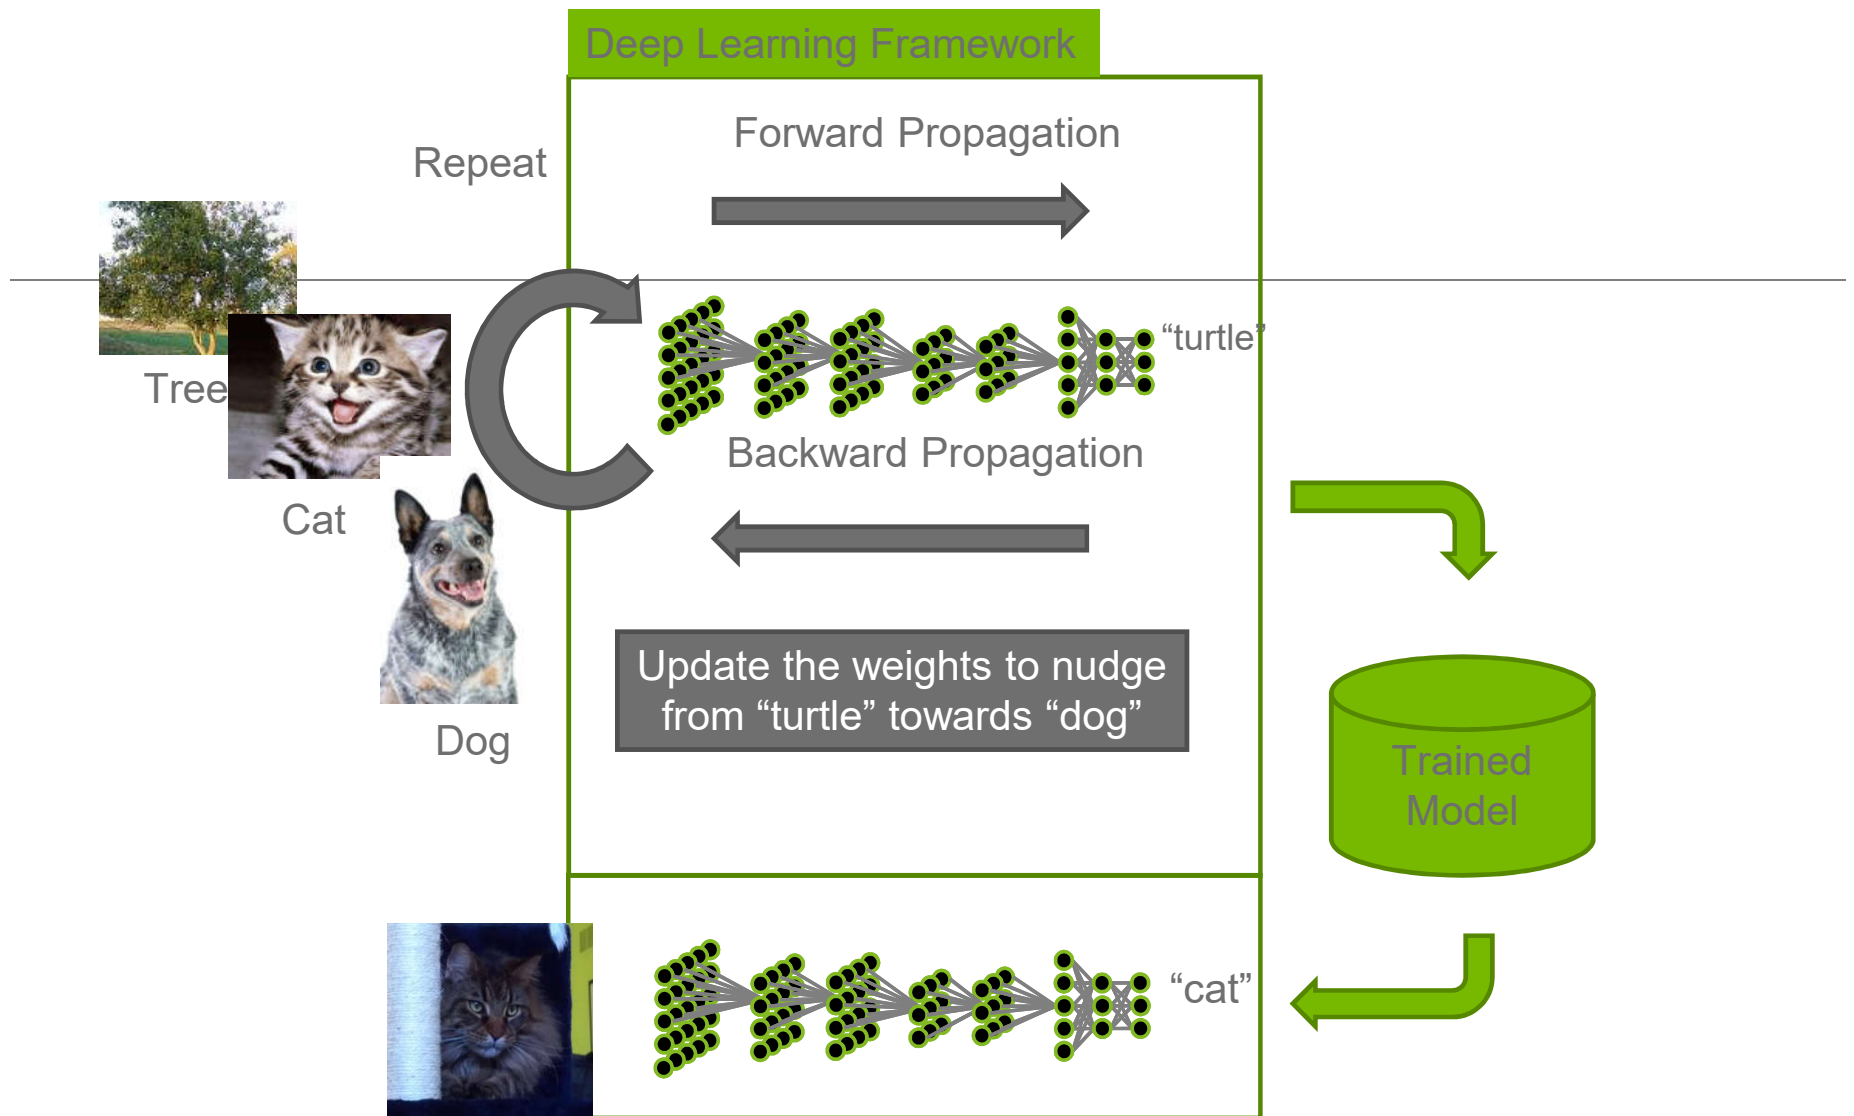 Deep Learning Framework
Forward Propagation
Repeat
“turtle”
Tree
Backward Propagation
Cat
Update the weights to nudge
from “turtle” towards “dog”
Dog
Trained
Model
“cat”